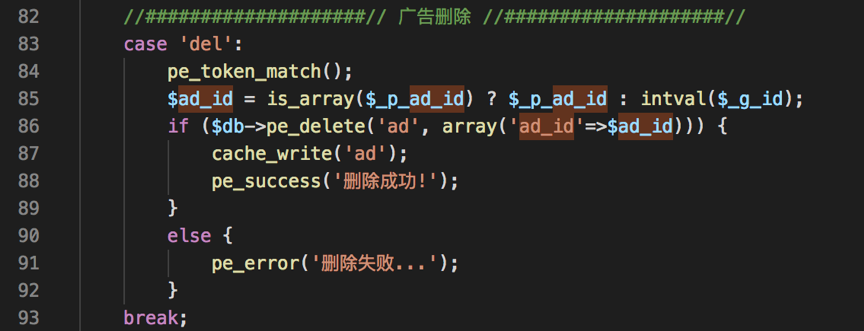 82 //####################// 广告删除 //####################//
83 case 'del':
84 pe_token_match();
85 $ad_id = is_array($_p_ad_id) ? $_p_ad_id : intval($_g_id);
86 if ($db->pe_delete('ad', array('ad_id'=>$ad_id))) {
87 cache_write('ad');
88 pe_success('删除成功!');
89 }
90 else {
91 pe_error('删除失败...');
92 }
93 break;